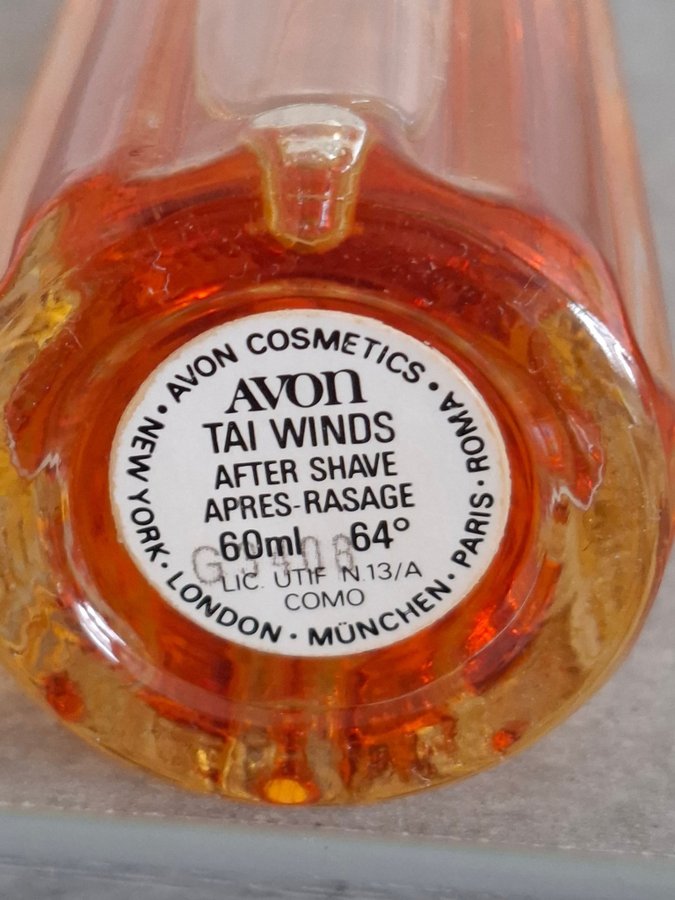 AVON COSMETICS • ROMA • PARIS • MÜNCHEN • LONDON • NEW YORK •
AVON
TAI WINDS
AFTER SHAVE
APRES-RASAGE
60ml 64°
LIC. UTIF N.13/A
COMO